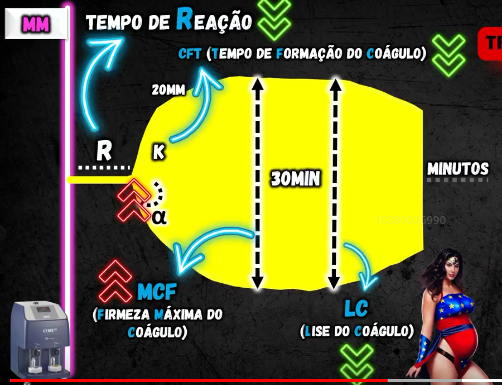 MM
TEMPO DE REAÇÃO
CFT (TEMPO DE FORMAÇÃO DO COÁGULO)
20MM
R
K
30MIN
MINUTOS
α
MCF
(FIRMEZA MÁXIMA DO
COÁGULO)
LC
(LISE DO COÁGULO)